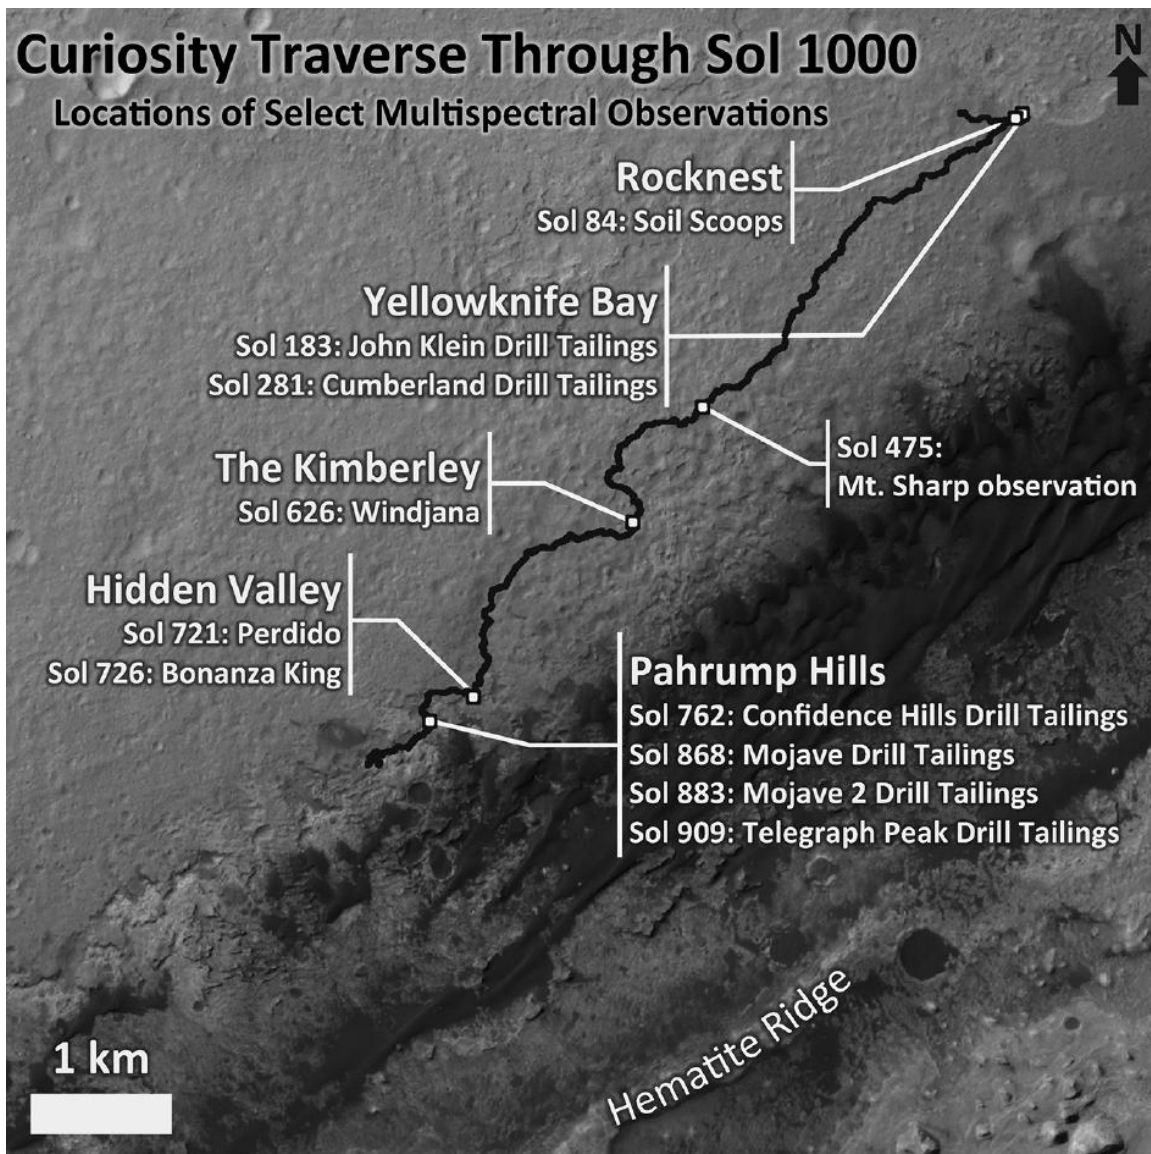 Curiosity Traverse Through Sol 1000
Locations of Select Multispectral Observations
N
Rocknest
Sol 84: Soil Scoops
Yellowknife Bay
Sol 183: John Klein Drill Tailings
Sol 281: Cumberland Drill Tailings
Sol 475:
Mt. Sharp observation
The Kimberley
Sol 626: Windjana
Hidden Valley
Sol 721: Perdido
Sol 726: Bonanza King
Pahrump Hills
Sol 762: Confidence Hills Drill Tailings
Sol 868: Mojave Drill Tailings
Sol 883: Mojave 2 Drill Tailings
Sol 909: Telegraph Peak Drill Tailings
Hematite Ridge
1 km